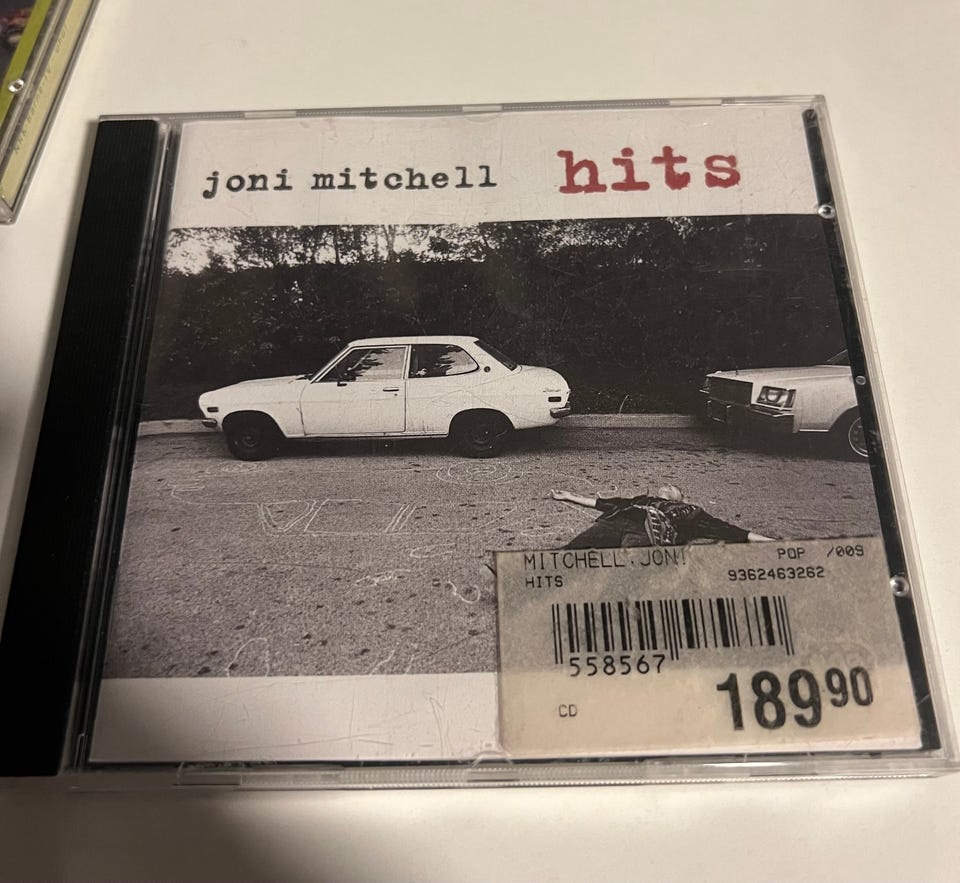 joni mitchell hits
MITCHELL,JONI POP /009
HITS 9362463262
558567
CD 189 90